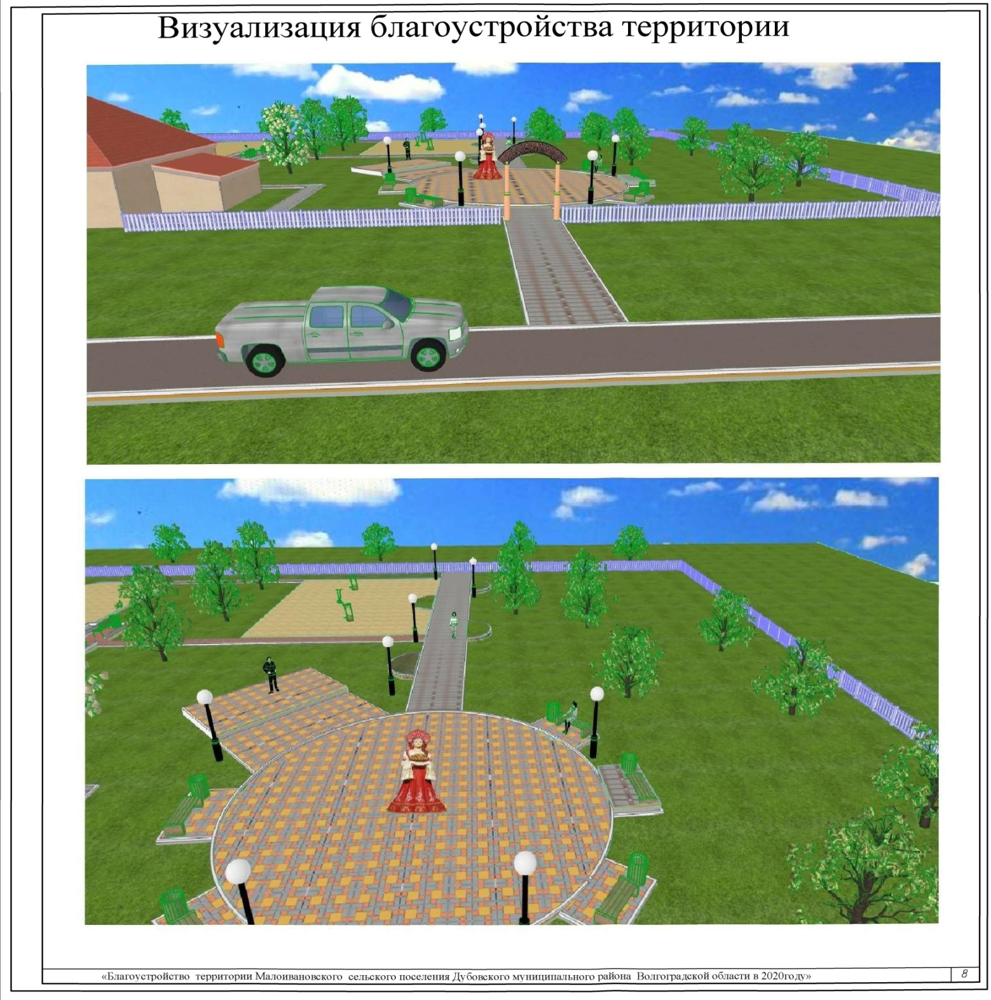 Визуализация благоустройства территории
«Благоустройство территории Малоивановского сельского поселения Дубовского муниципального района Волгоградской области в 2020году»
8